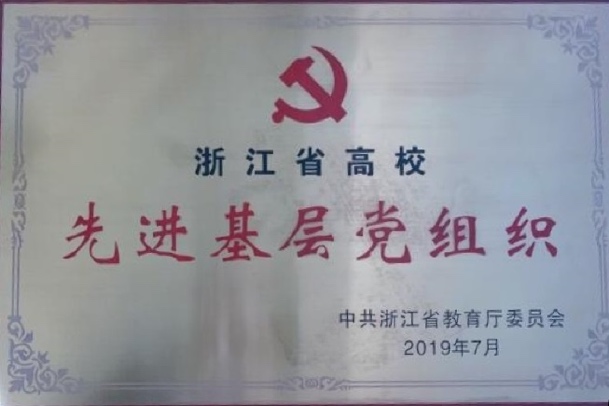 浙江省高校
先进基层党组织
中共浙江省教育厅委员会
2019年7月